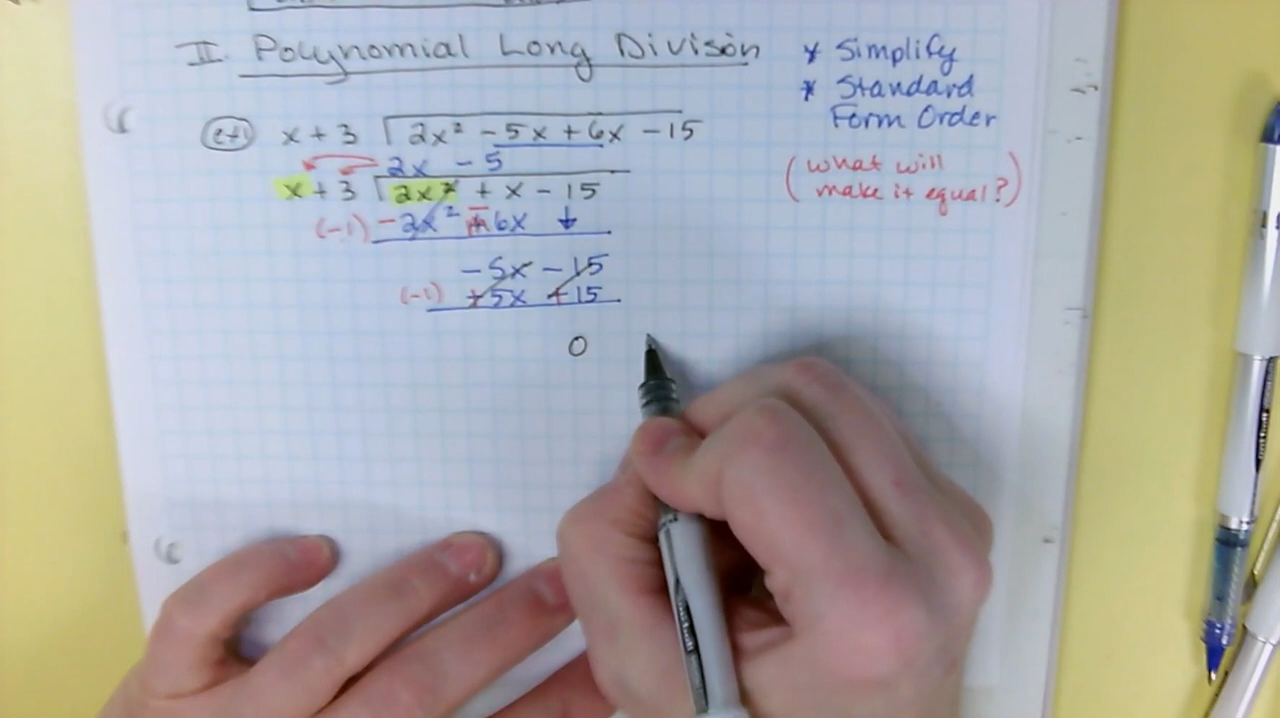 II. Polynomial Long Divison
* Simplify
* Standard
Form Order
(what will
make it equal?)
ex1 x + 3 2x² - 5x + 6x - 15
2x - 5
x + 3 2x² + x - 15
(-1) - 2x² - 6x ↓
- 5x - 15
(-1) + 5x + 15
0